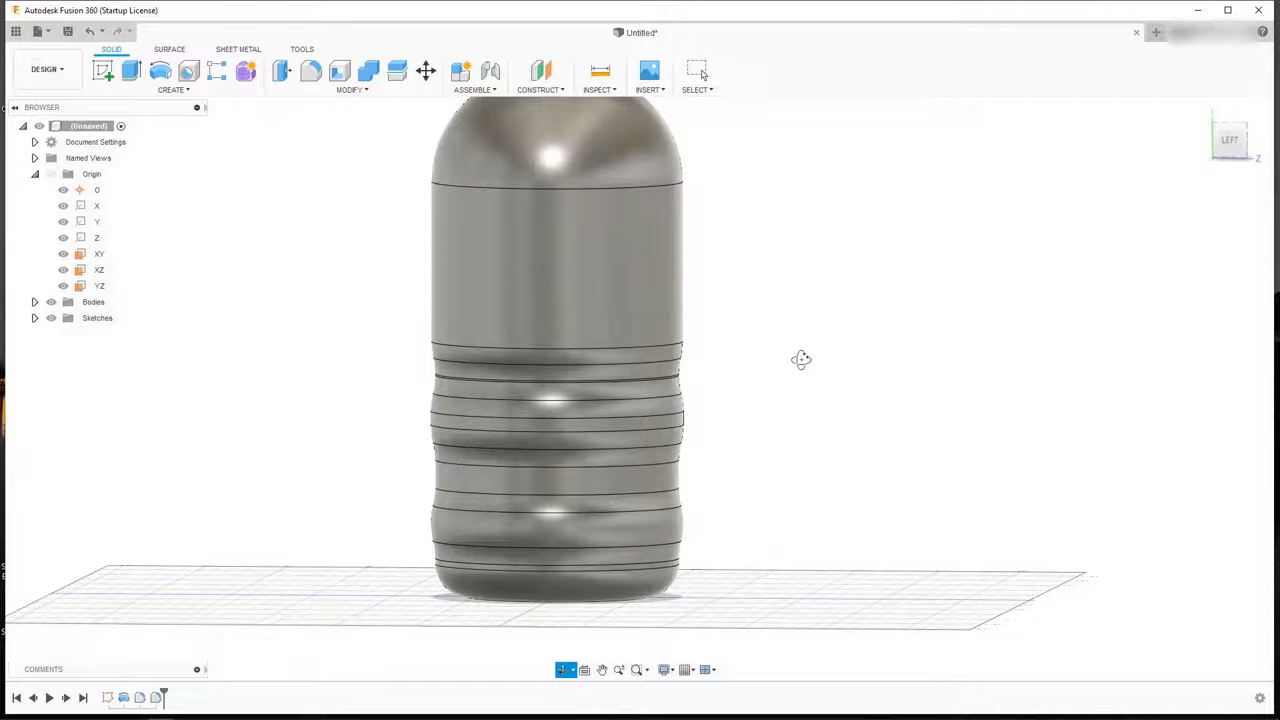 Autodesk Fusion 360 (Startup License)
Untitled*
SOLID SURFACE SHEET METAL TOOLS
DESIGN
CREATE MODIFY ASSEMBLE CONSTRUCT INSPECT INSERT SELECT
BROWSER
(Unsaved)
Document Settings
Named Views
Origin
O
X
Y
Z
XY
XZ
YZ
Bodies
Sketches
LEFT
Z
COMMENTS